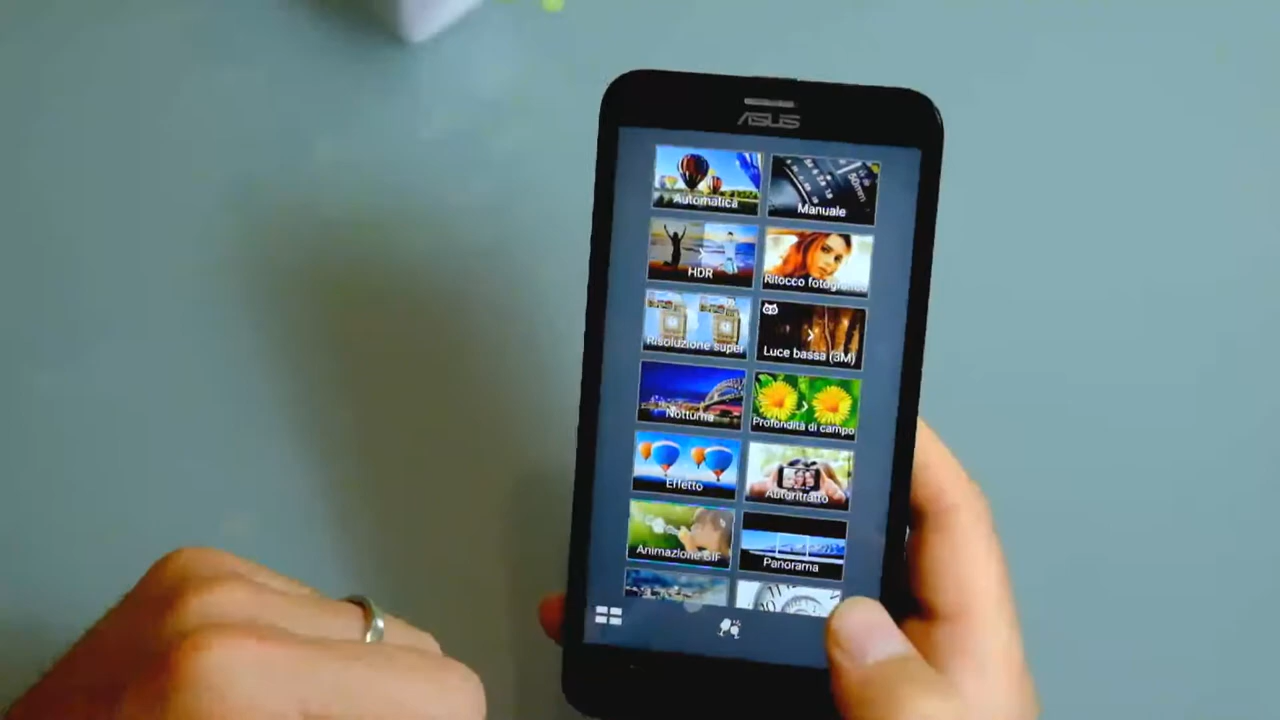 ASUS
Automatica
Manuale
HDR
Ritocco fotografico
Risoluzione super
Luce bassa (3M)
Notturna
Profondità di campo
Effetto
Autoritratto
Animazione GIF
Panorama